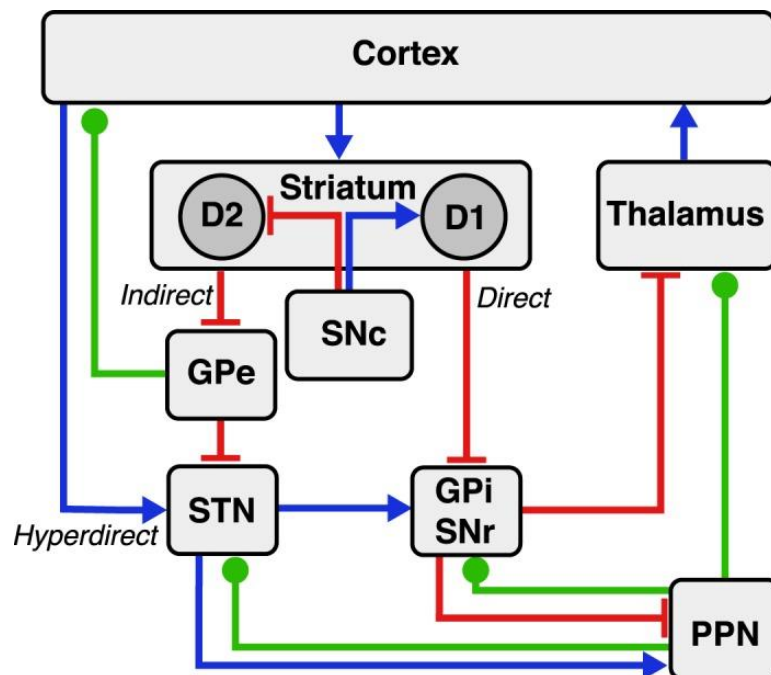 Cortex
Striatum
D2
D1
Thalamus
Indirect
Direct
SNc
GPe
STN
GPi
SNr
Hyperdirect
PPN